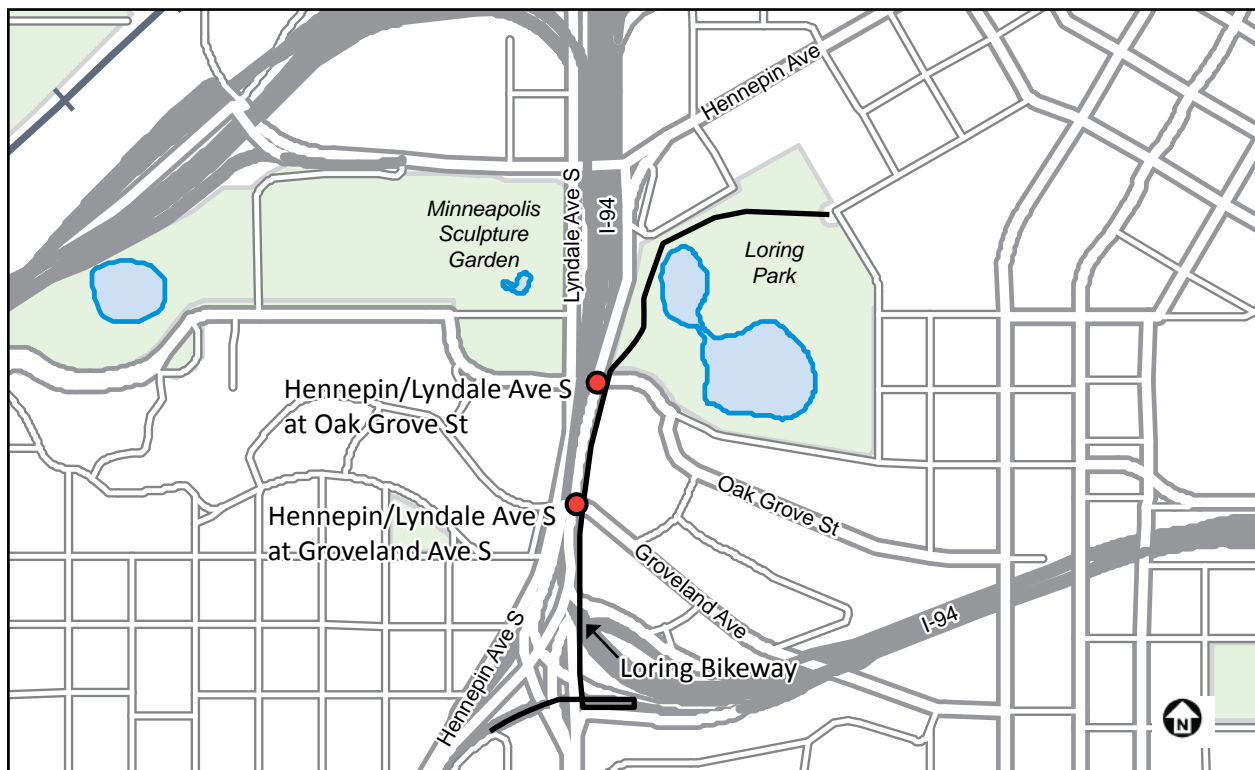 Hennepin Ave
Minneapolis
Sculpture
Garden
Lyndale Ave S
I-94
Loring
Park
Hennepin/Lyndale Ave S
at Oak Grove St
Oak Grove St
Hennepin/Lyndale Ave S
at Groveland Ave S
Groveland Ave
I-94
Hennepin Ave S
Loring Bikeway
N